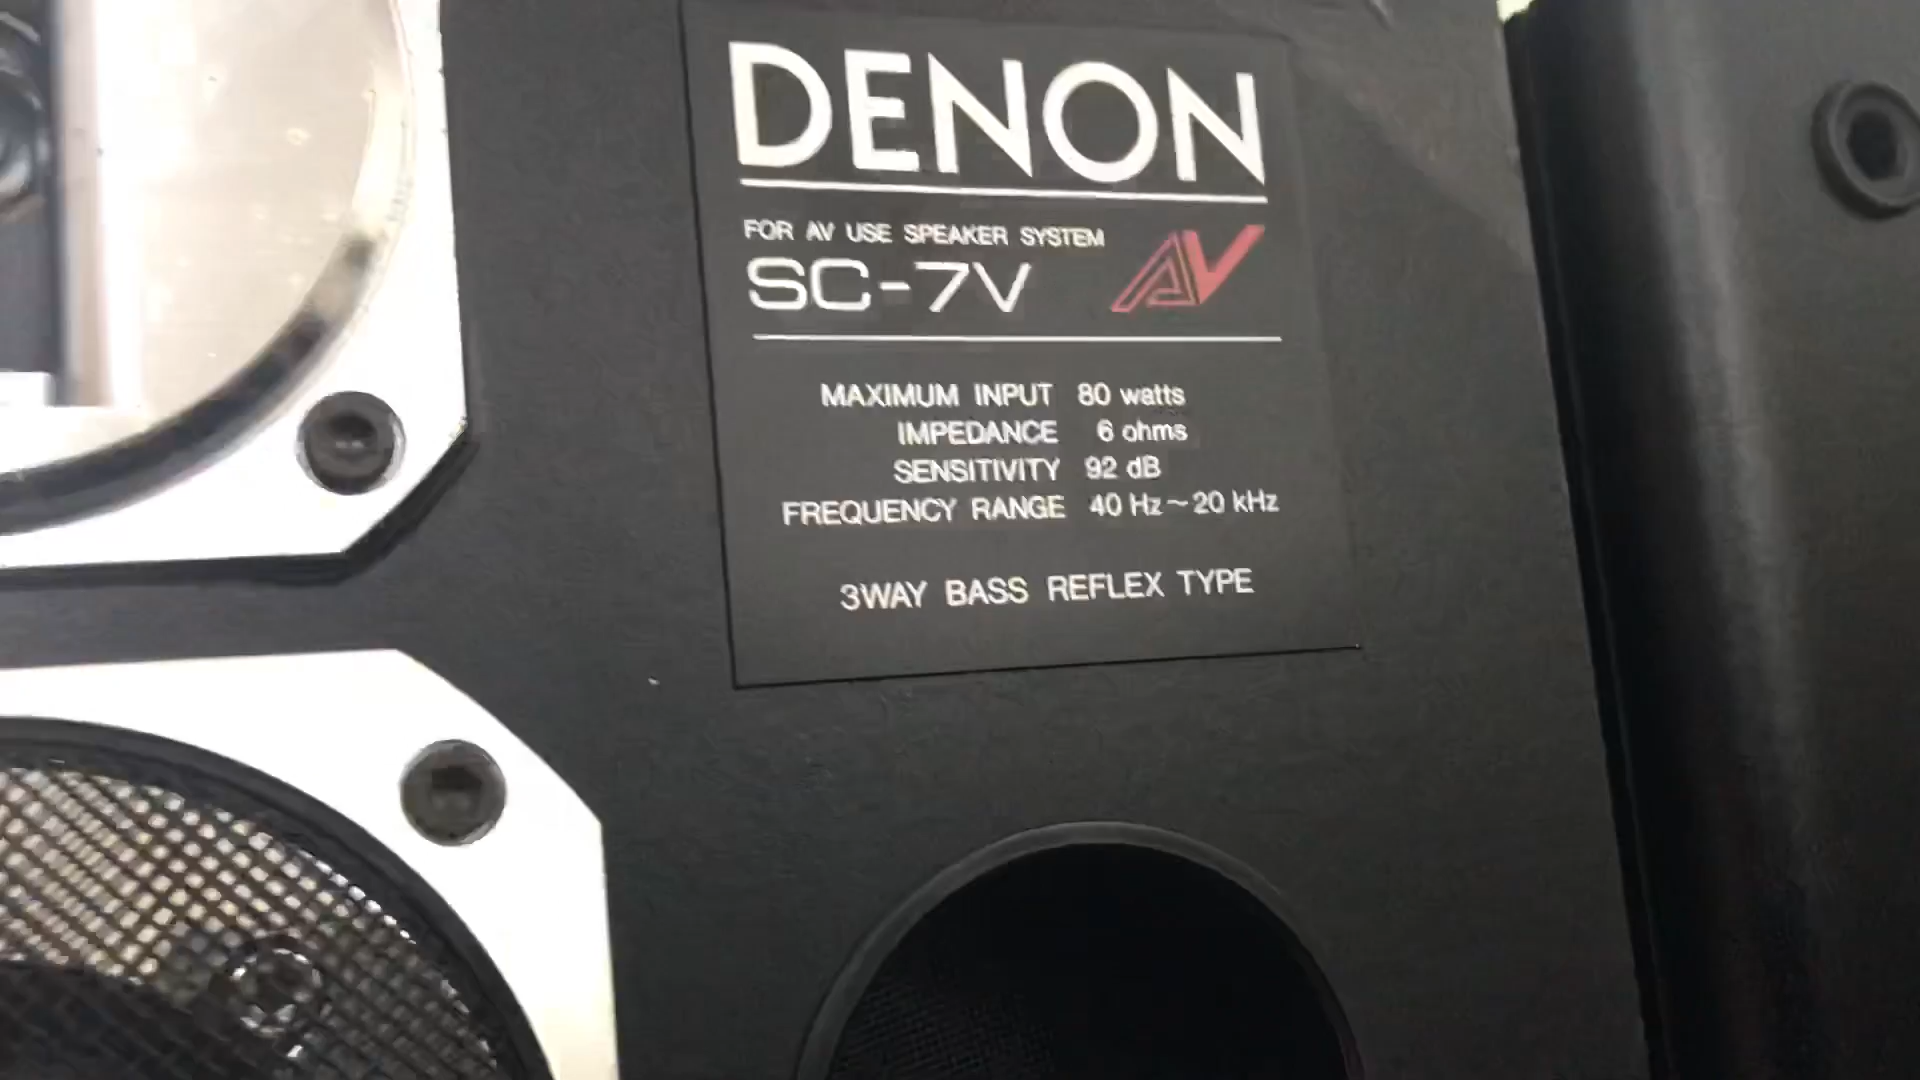 DENON
FOR AV USE SPEAKER SYSTEM
SC-7V AV
MAXIMUM INPUT 80 watts
IMPEDANCE 6 ohms
SENSITIVITY 92 dB
FREQUENCY RANGE 40 Hz~20 kHz
3WAY BASS REFLEX TYPE